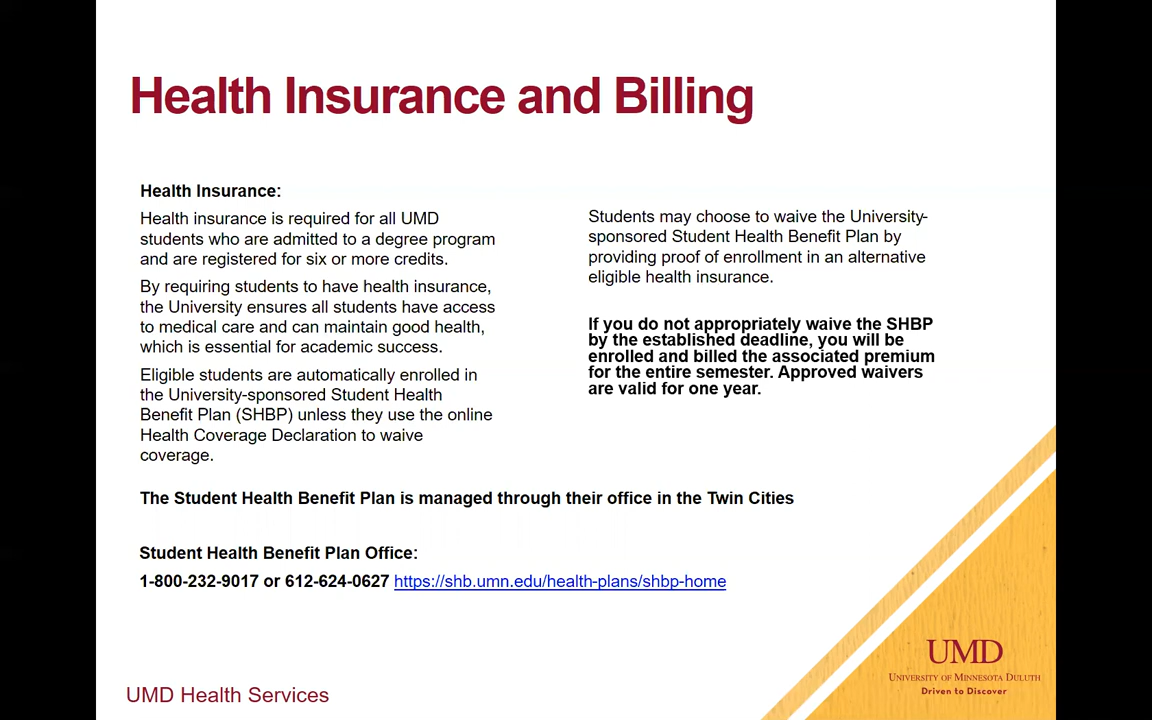 Health Insurance and Billing
Health Insurance:
Health insurance is required for all UMD
students who are admitted to a degree program
and are registered for six or more credits.
By requiring students to have health insurance,
the University ensures all students have access
to medical care and can maintain good health,
which is essential for academic success.
Eligible students are automatically enrolled in
the University-sponsored Student Health
Benefit Plan (SHBP) unless they use the online
Health Coverage Declaration to waive
coverage.
Students may choose to waive the University-
sponsored Student Health Benefit Plan by
providing proof of enrollment in an alternative
eligible health insurance.
If you do not appropriately waive the SHBP
by the established deadline, you will be
enrolled and billed the associated premium
for the entire semester. Approved waivers
are valid for one year.
The Student Health Benefit Plan is managed through their office in the Twin Cities
Student Health Benefit Plan Office:
1-800-232-9017 or 612-624-0627 https://shb.umn.edu/health-plans/shbp-home
UMD Health Services
UMD
UNIVERSITY OF MINNESOTA DULUTH
Driven to Discover